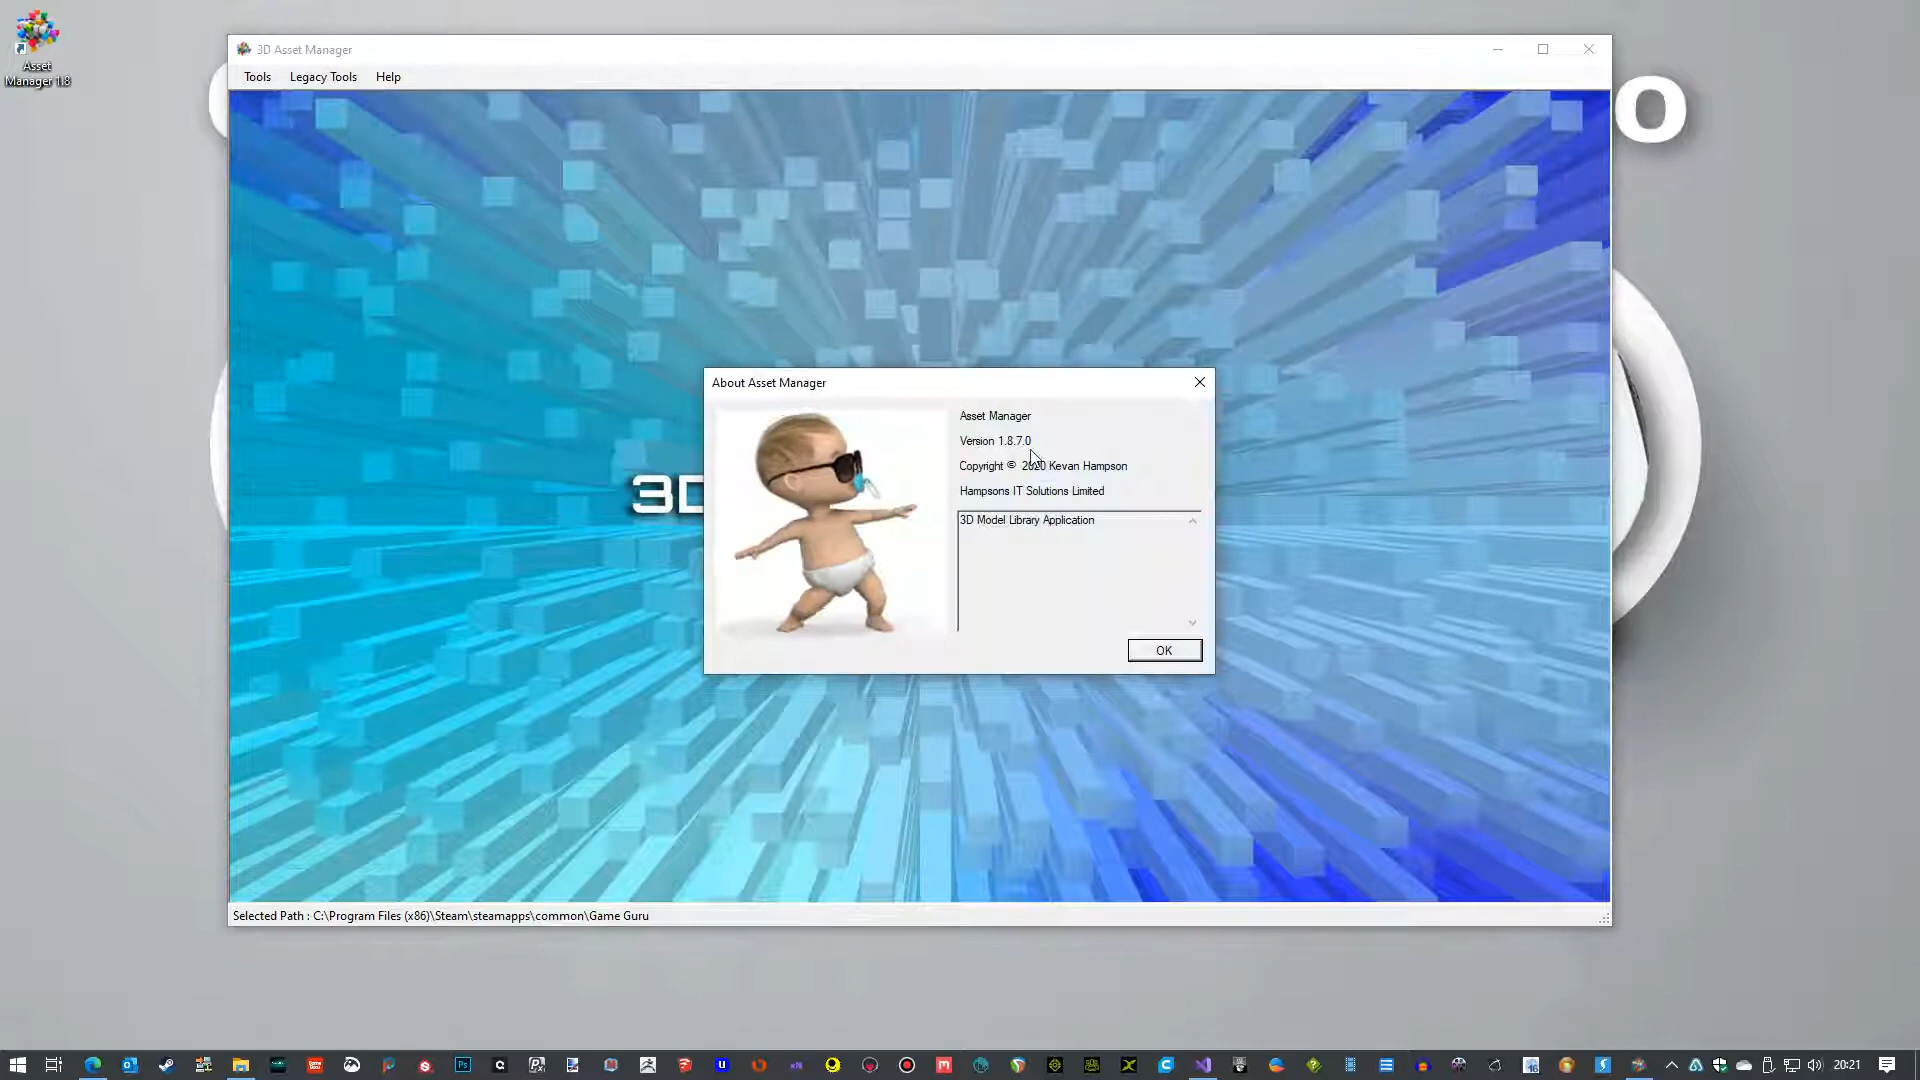 Asset
Manager 1.8
3D Asset Manager
Tools Legacy Tools Help
o
3D
About Asset Manager
Asset Manager
Version 1.8.7.0
Copyright © 2020 Kevan Hampson
Hampsons IT Solutions Limited
3D Model Library Application
OK
Selected Path : C:\Program Files (x86)\Steam\steamapps\common\Game Guru
20:21